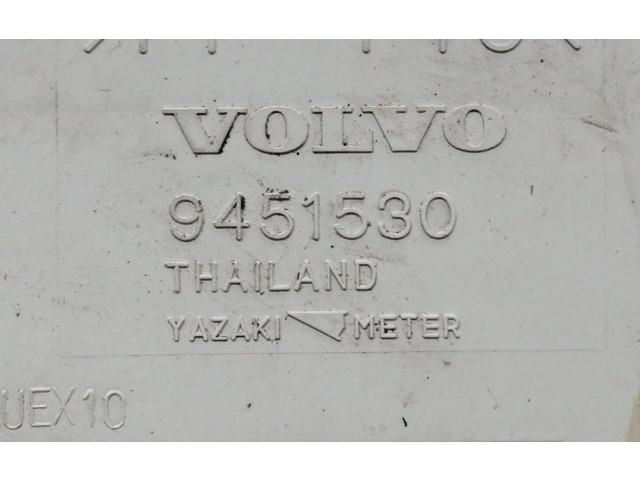 VOLVO
9451530
THAILAND
YAZAKI METER
UEX10